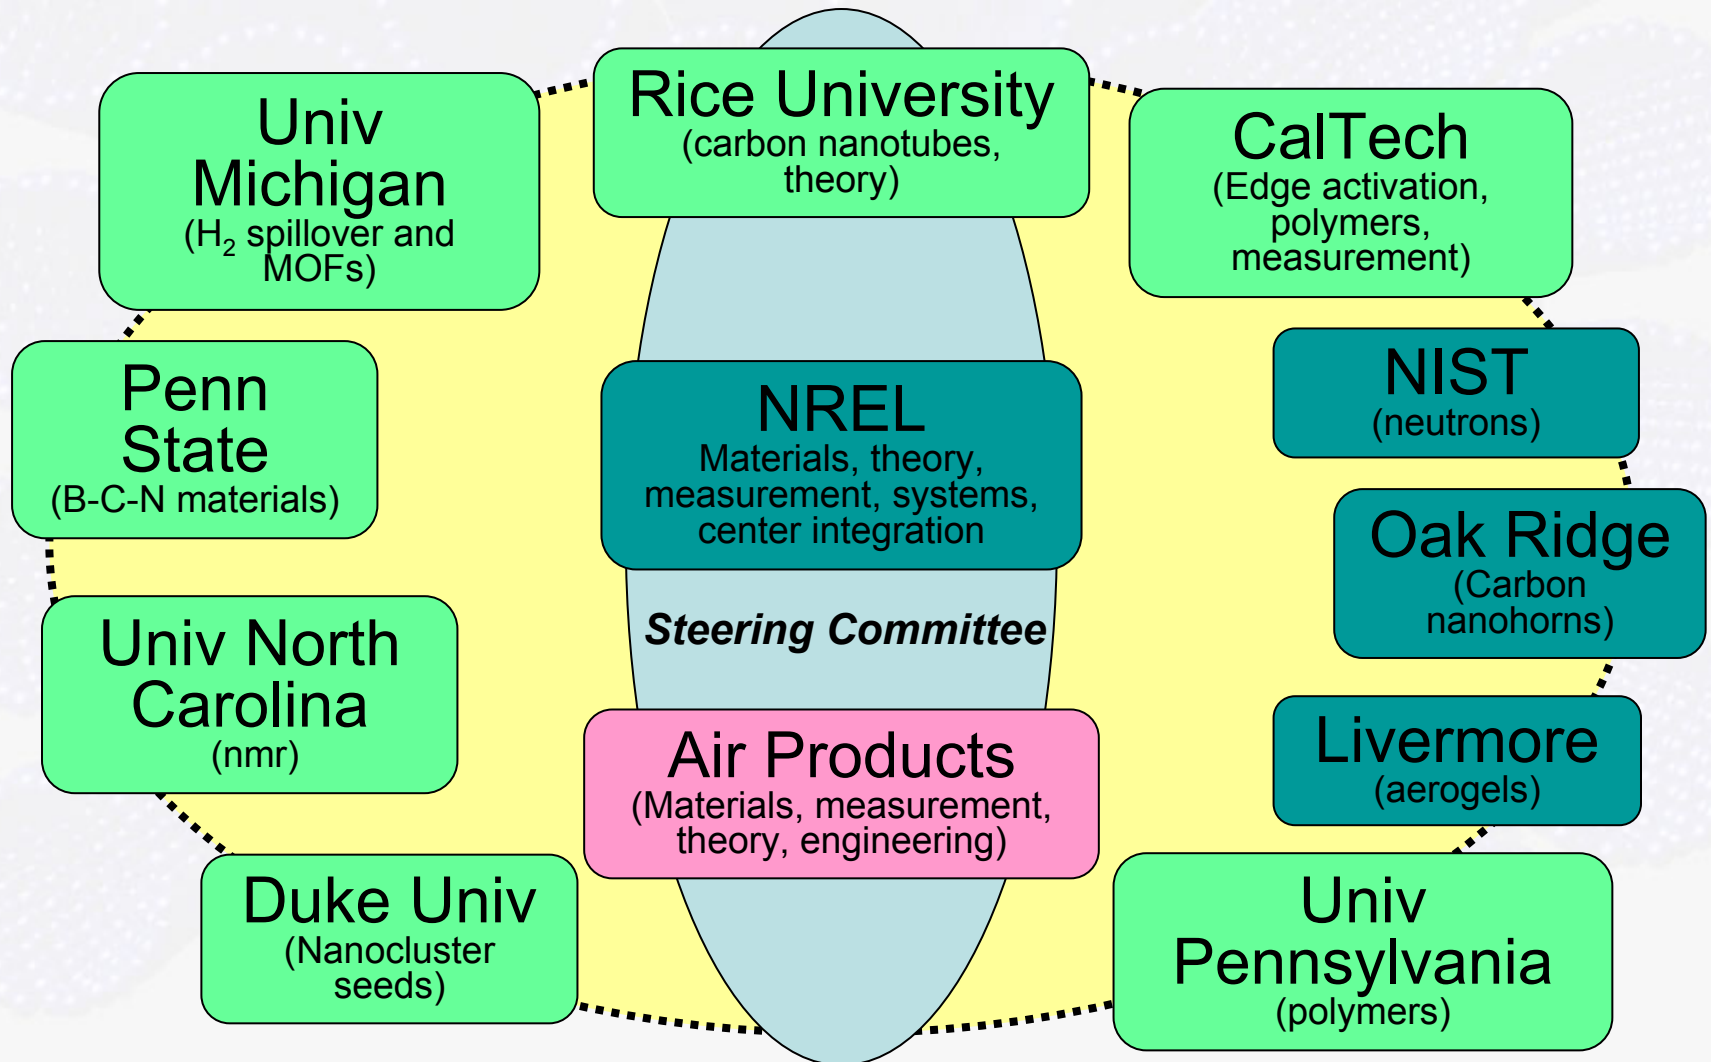 Univ
Michigan
(H₂ spillover and
MOFs)
Rice University
(carbon nanotubes,
theory)
CalTech
(Edge activation,
polymers,
measurement)
Penn
State
(B-C-N materials)
NREL
Materials, theory,
measurement, systems,
center integration
NIST
(neutrons)
Oak Ridge
(Carbon
nanohorns)
Univ North
Carolina
(nmr)
Steering Committee
Livermore
(aerogels)
Air Products
(Materials, measurement,
theory, engineering)
Duke Univ
(Nanocluster
seeds)
Univ
Pennsylvania
(polymers)